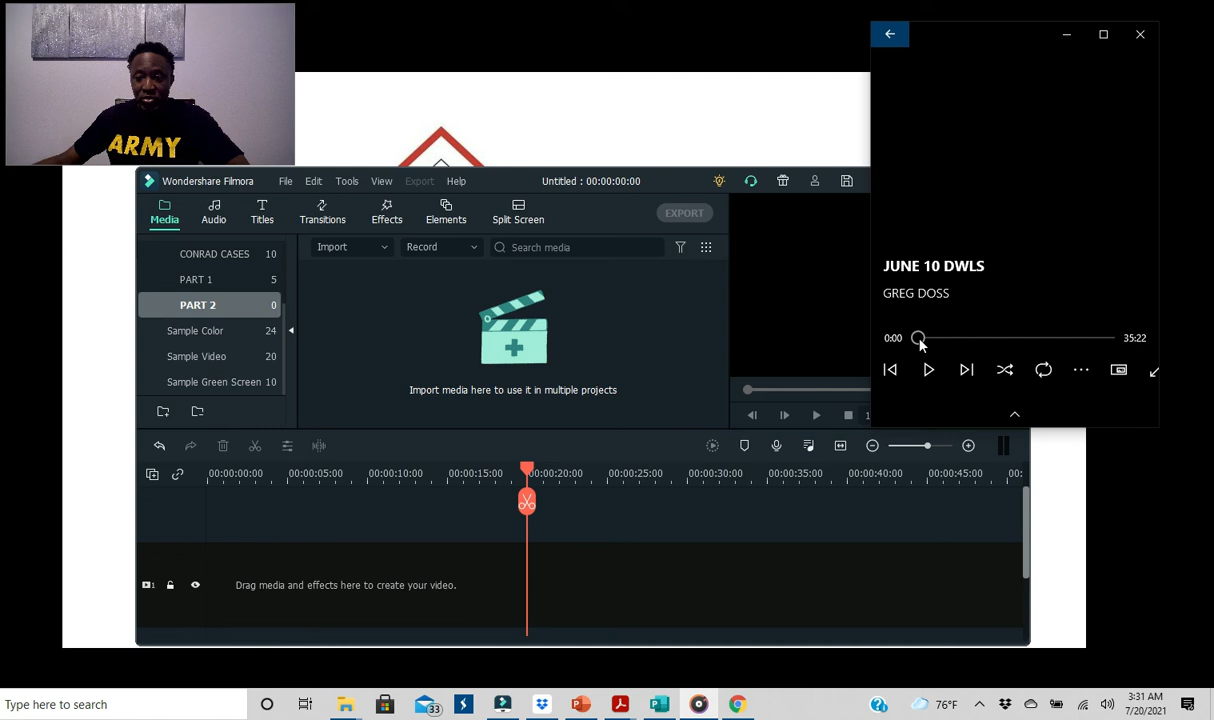 ARMY
JUNE 10 DWLS
GREG DOSS
0:00
35:22
Wondershare Filmora File Edit Tools View Export Help Untitled : 00:00:00:00
Media Audio Titles Transitions Effects Elements Split Screen EXPORT
Import Record Search media
CONRAD CASES 10
PART 1 5
PART 2 0
Sample Color 24
Sample Video 20
Sample Green Screen 10
Import media here to use it in multiple projects
00:00:00:00 00:00:05:00 00:00:10:00 00:00:15:00 00:00:20:00 00:00:25:00 00:00:30:00 00:00:35:00 00:00:40:00 00:00:45:00 00:
1
Drag media and effects here to create your video.
Type here to search
33
76°F
3:31 AM
7/20/2021